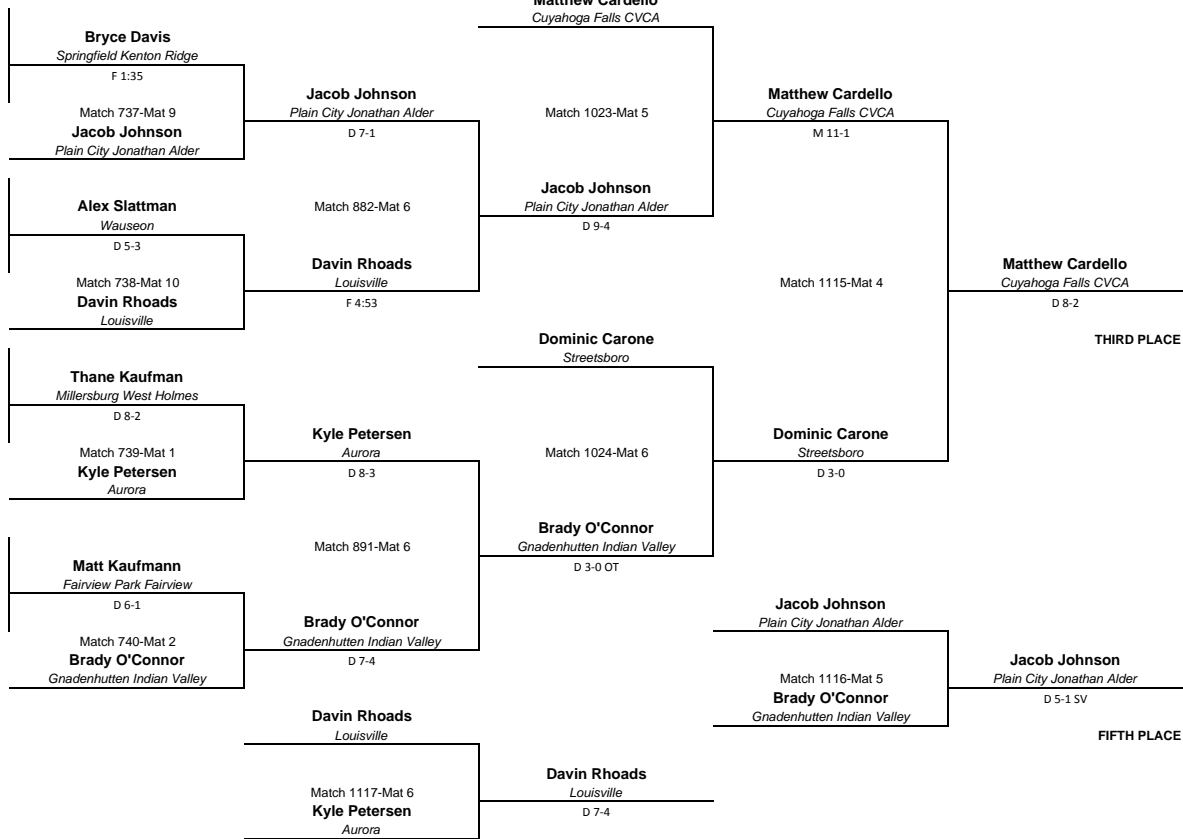 Matthew Cardello
Cuyahoga Falls CVCA
Bryce Davis
Springfield Kenton Ridge
F 1:35
Match 737-Mat 9
Jacob Johnson
Plain City Jonathan Alder
Jacob Johnson
Plain City Jonathan Alder
D 7-1
Match 1023-Mat 5
Matthew Cardello
Cuyahoga Falls CVCA
M 11-1
Alex Slattman
Wauseon
D 5-3
Match 738-Mat 10
Davin Rhoads
Louisville
Match 882-Mat 6
Davin Rhoads
Louisville
F 4:53
Jacob Johnson
Plain City Jonathan Alder
D 9-4
Match 1115-Mat 4
Matthew Cardello
Cuyahoga Falls CVCA
D 8-2
THIRD PLACE
Thane Kaufman
Millersburg West Holmes
D 8-2
Match 739-Mat 1
Kyle Petersen
Aurora
Kyle Petersen
Aurora
D 8-3
Dominic Carone
Streetsboro
Match 1024-Mat 6
Dominic Carone
Streetsboro
D 3-0
Matt Kaufmann
Fairview Park Fairview
D 6-1
Match 740-Mat 2
Brady O'Connor
Gnadenhutten Indian Valley
Match 891-Mat 6
Brady O'Connor
Gnadenhutten Indian Valley
D 7-4
Brady O'Connor
Gnadenhutten Indian Valley
D 3-0 OT
Jacob Johnson
Plain City Jonathan Alder
Match 1116-Mat 5
Brady O'Connor
Gnadenhutten Indian Valley
Jacob Johnson
Plain City Jonathan Alder
D 5-1 SV
FIFTH PLACE
Davin Rhoads
Louisville
Match 1117-Mat 6
Kyle Petersen
Aurora
Davin Rhoads
Louisville
D 7-4